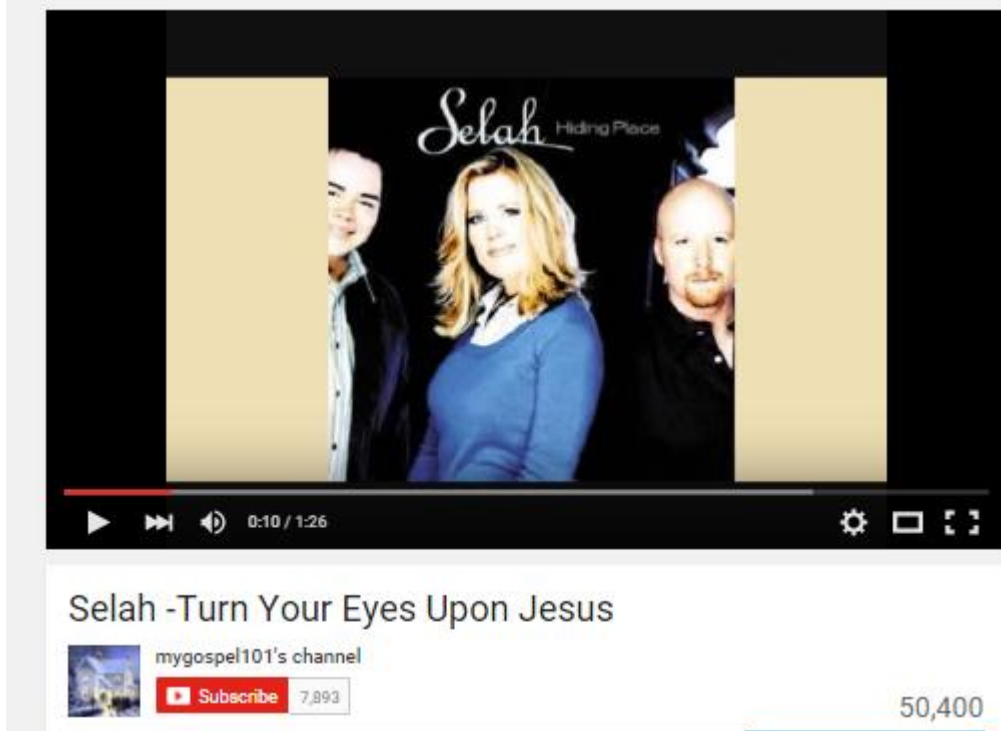 Selah Hiding Place
0:10 / 1:26
Selah -Turn Your Eyes Upon Jesus
mygospel101's channel
Subscribe 7,893
50,400